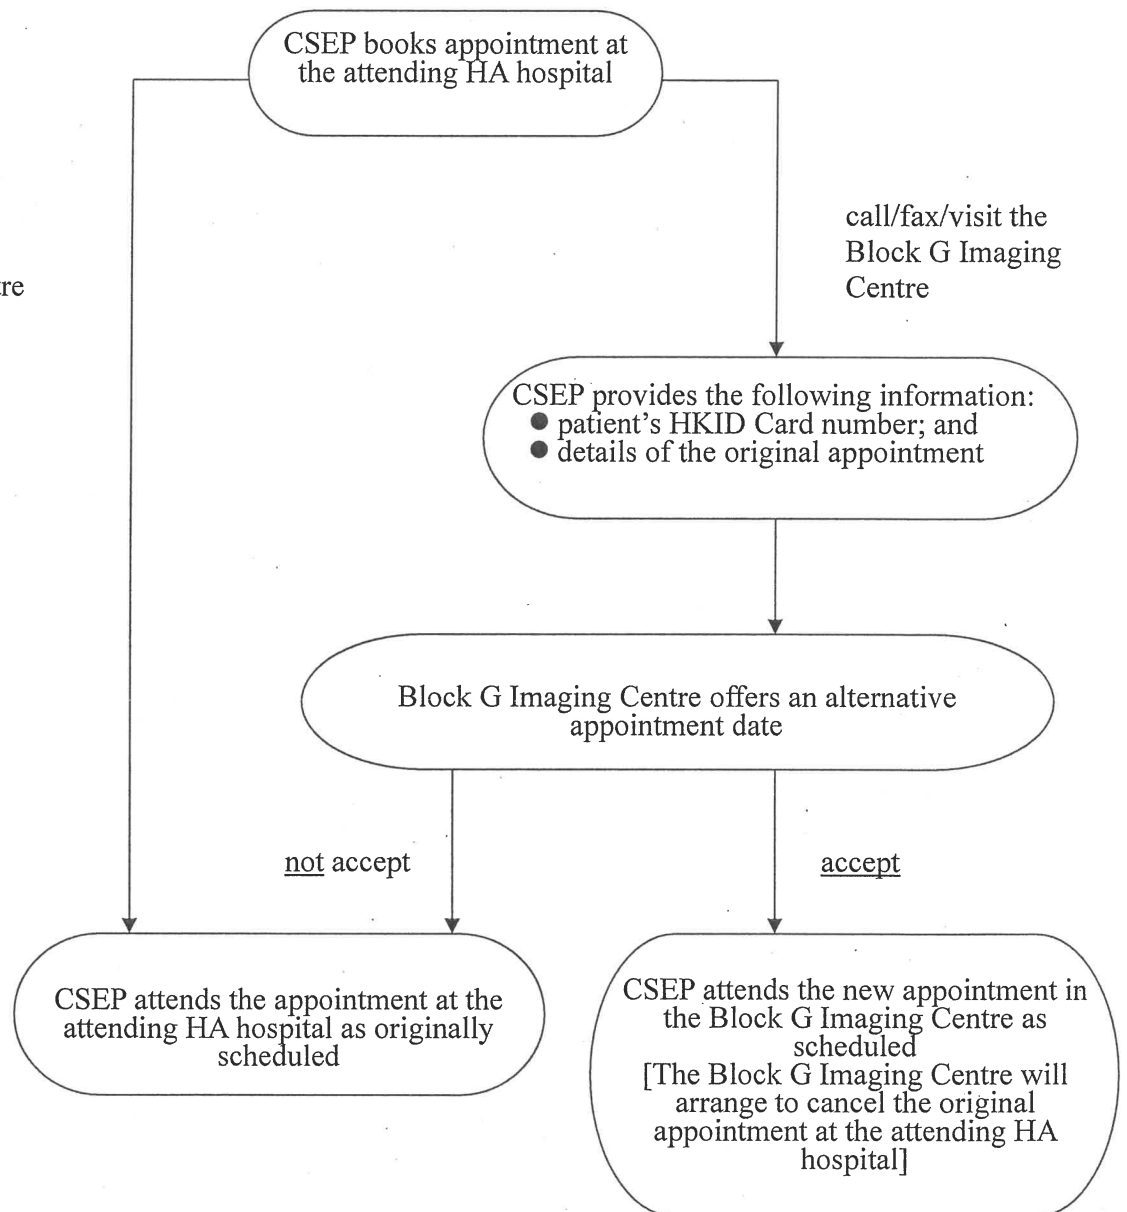 CSEP books appointment at
the attending HA hospital
call/fax/visit the
Block G Imaging
Centre
tre
CSEP provides the following information:
● patient's HKID Card number; and
● details of the original appointment
Block G Imaging Centre offers an alternative
appointment date
not accept
accept
CSEP attends the appointment at the
attending HA hospital as originally
scheduled
CSEP attends the new appointment in
the Block G Imaging Centre as
scheduled
[The Block G Imaging Centre will
arrange to cancel the original
appointment at the attending HA
hospital]